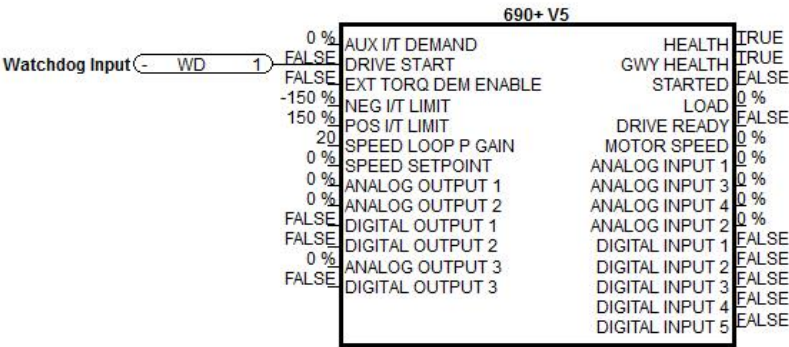 690+ V5
0 % AUX I/T DEMAND HEALTH TRUE
Watchdog Input - WD 1 FALSE DRIVE START GWY HEALTH TRUE
FALSE EXT TORQ DEM ENABLE STARTED FALSE
-150 % NEG I/T LIMIT LOAD 0 %
150 % POS I/T LIMIT DRIVE READY FALSE
20 SPEED LOOP P GAIN MOTOR SPEED 0 %
0 % SPEED SETPOINT ANALOG INPUT 1 0 %
0 % ANALOG OUTPUT 1 ANALOG INPUT 3 0 %
0 % ANALOG OUTPUT 2 ANALOG INPUT 4 0 %
FALSE DIGITAL OUTPUT 1 ANALOG INPUT 2 0 %
FALSE DIGITAL OUTPUT 2 DIGITAL INPUT 1 FALSE
0 % ANALOG OUTPUT 3 DIGITAL INPUT 2 FALSE
FALSE DIGITAL OUTPUT 3 DIGITAL INPUT 3 FALSE
DIGITAL INPUT 4 FALSE
DIGITAL INPUT 5 FALSE